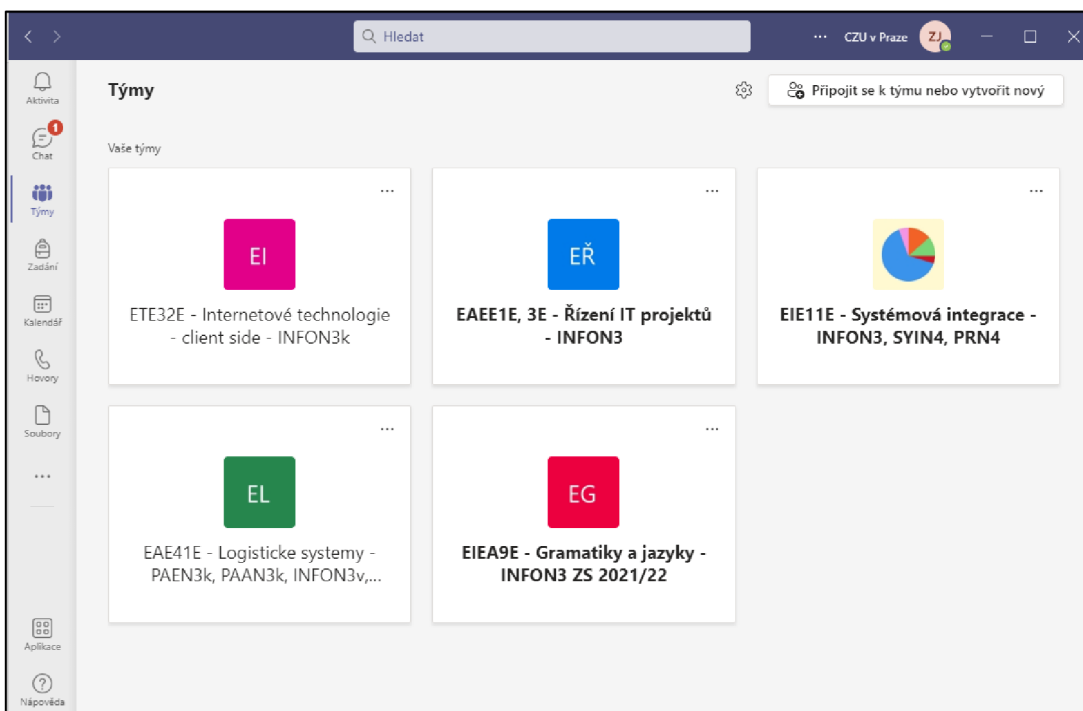 Hledat
CZU v Praze
ZJ
Aktivita
1
Chat
Týmy
Zadání
Kalendář
Hovory
Soubory
Aplikace
Nápověda
Týmy
Připojit se k týmu nebo vytvořit nový
Vaše týmy
EI
ETE32E - Internetové technologie
- client side - INFON3k
EŘ
EAEE1E, 3E - Řízení IT projektů
- INFON3
EIE11E - Systémová integrace -
INFON3, SYIN4, PRN4
EL
EAE41E - Logisticke systemy -
PAEN3k, PAAN3k, INFON3v,...
EG
EIEA9E - Gramatiky a jazyky -
INFON3 ZS 2021/22